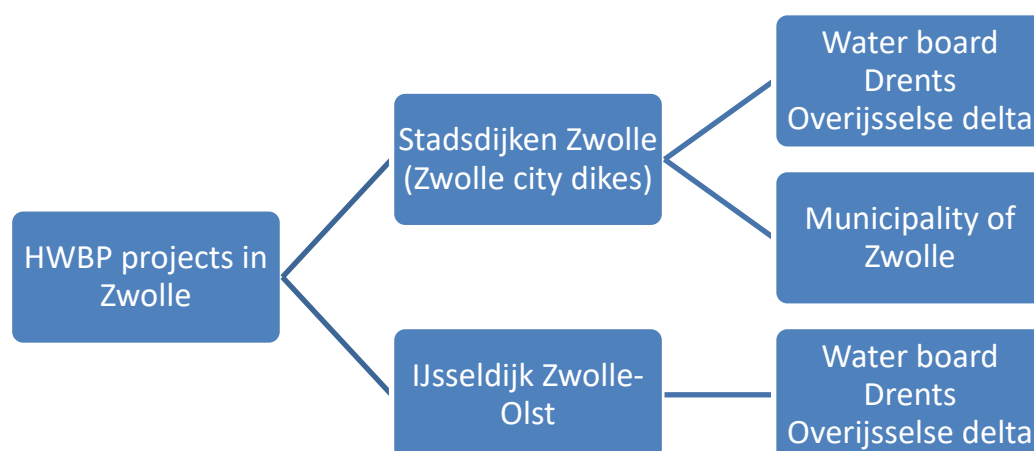 HWBP projects in
Zwolle
Stadsdijken Zwolle
(Zwolle city dikes)
Water board
Drents
Overijsselse delta
Municipality of
Zwolle
IJsseldijk Zwolle-
Olst
Water board
Drents
Overijsselse delta